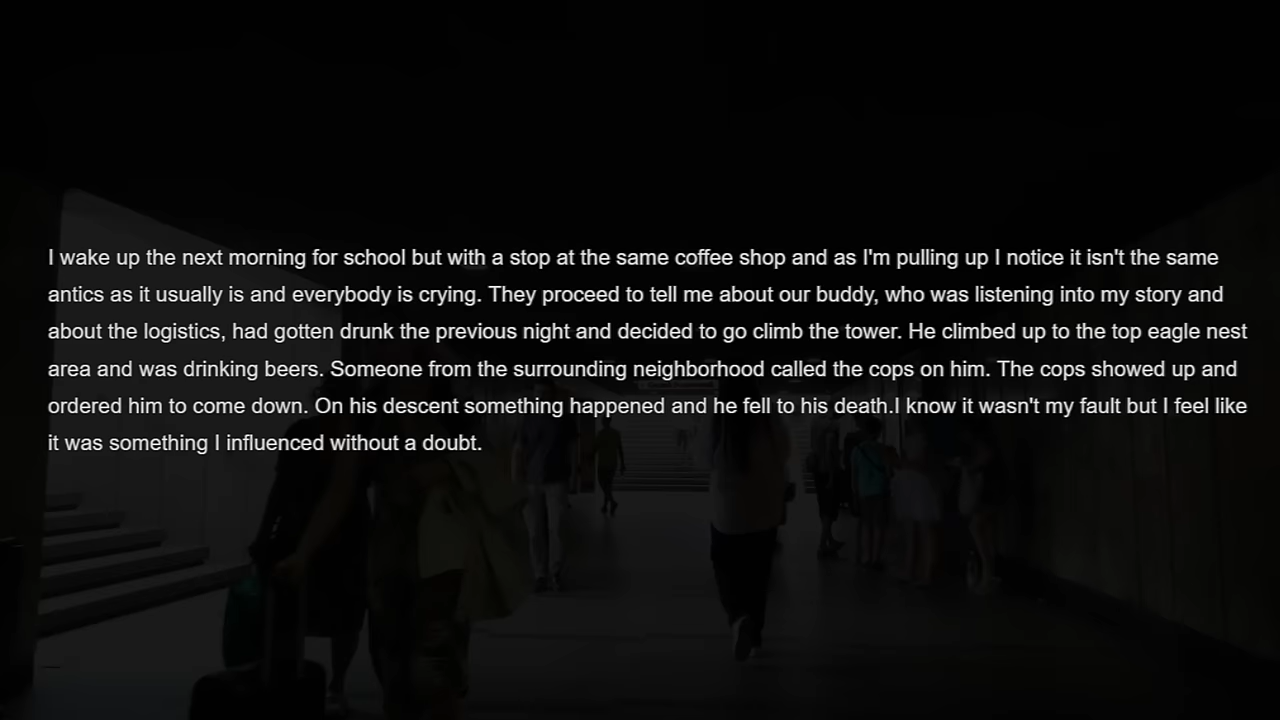 I wake up the next morning for school but with a stop at the same coffee shop and as I'm pulling up I notice it isn't the same
antics as it usually is and everybody is crying. They proceed to tell me about our buddy, who was listening into my story and
about the logistics, had gotten drunk the previous night and decided to go climb the tower. He climbed up to the top eagle nest
area and was drinking beers. Someone from the surrounding neighborhood called the cops on him. The cops showed up and
ordered him to come down. On his descent something happened and he fell to his death.I know it wasn't my fault but I feel like
it was something I influenced without a doubt.